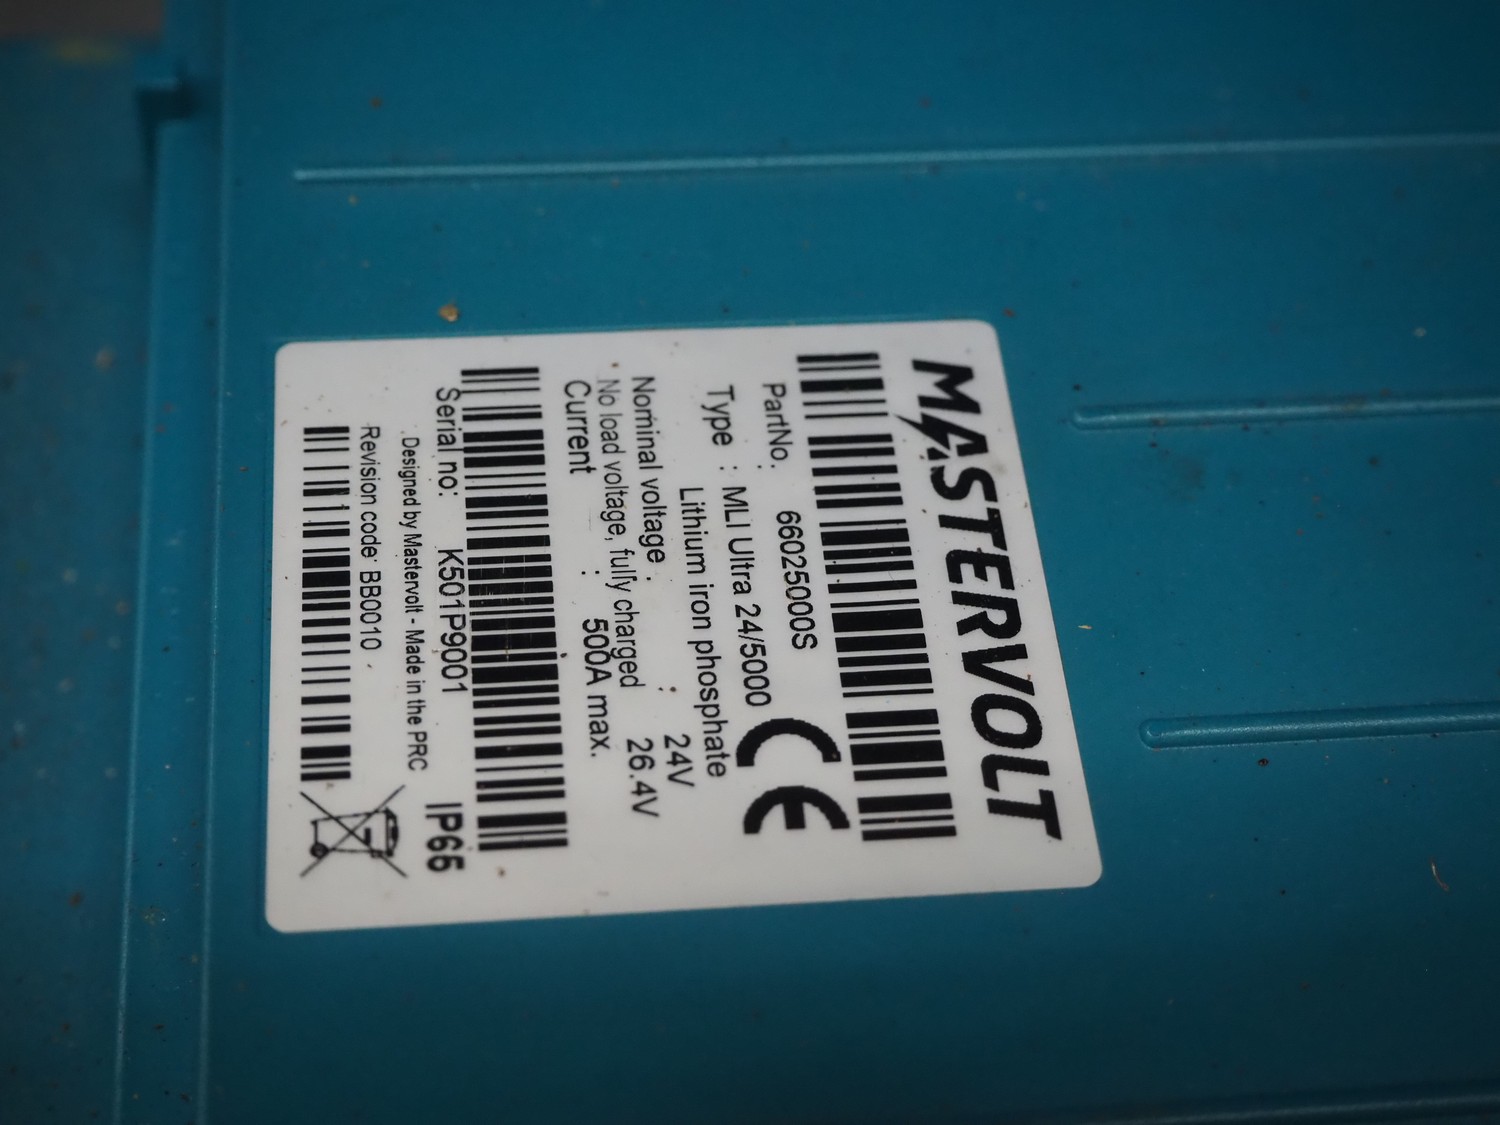 MASTERVOLT
PartNo. 66025000S
Type : MLI Ultra 24/5000
Lithium iron phosphate
Nominal voltage : 24V
No load voltage, fully charged : 26.4V
Current : 500A max.
Serial no: K501P9001
IP65
Designed by Mastervolt - Made in the PRC
Revision code: BB0010